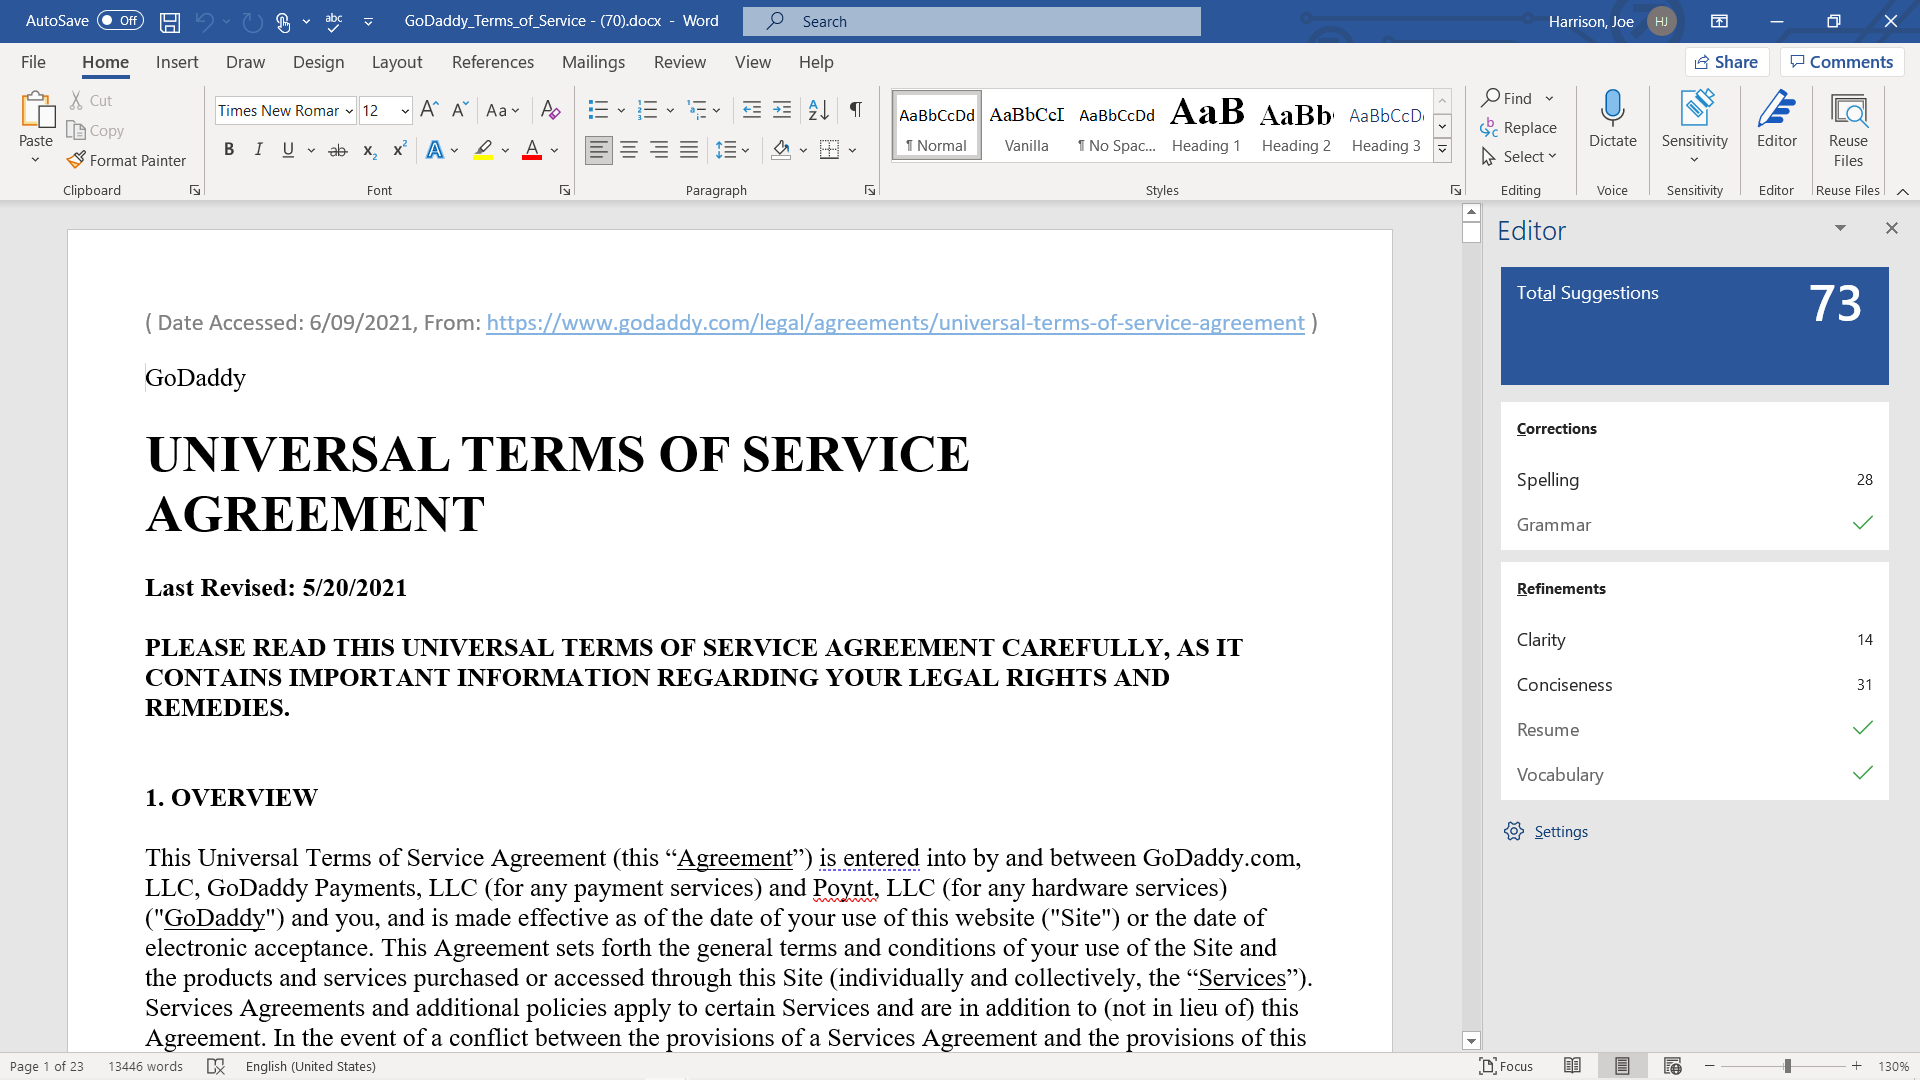 AutoSave Off GoDaddy_Terms_of_Service - (70).docx - Word Search Harrison, Joe HJ
File Home Insert Draw Design Layout References Mailings Review View Help Share Comments
Paste Cut Copy Format Painter Clipboard
Times New Romar 12 Aa
B I U ab x₂ x² A A Font
Paragraph
AaBbCcDd AaBbCcI AaBbCcDd AaB AaBb AaBbCcD
¶ Normal Vanilla ¶ No Spac... Heading 1 Heading 2 Heading 3
Styles
Find
Replace
Select
Editing
Dictate
Voice
Sensitivity
Sensitivity
Editor
Editor
Reuse
Files
Reuse Files
( Date Accessed: 6/09/2021, From: https://www.godaddy.com/legal/agreements/universal-terms-of-service-agreement )
GoDaddy
UNIVERSAL TERMS OF SERVICE
AGREEMENT
Last Revised: 5/20/2021
PLEASE READ THIS UNIVERSAL TERMS OF SERVICE AGREEMENT CAREFULLY, AS IT
CONTAINS IMPORTANT INFORMATION REGARDING YOUR LEGAL RIGHTS AND
REMEDIES.
1. OVERVIEW
This Universal Terms of Service Agreement (this “Agreement”) is entered into by and between GoDaddy.com,
LLC, GoDaddy Payments, LLC (for any payment services) and Poynt, LLC (for any hardware services)
("GoDaddy") and you, and is made effective as of the date of your use of this website ("Site") or the date of
electronic acceptance. This Agreement sets forth the general terms and conditions of your use of the Site and
the products and services purchased or accessed through this Site (individually and collectively, the “Services”).
Services Agreements and additional policies apply to certain Services and are in addition to (not in lieu of) this
Agreement. In the event of a conflict between the provisions of a Services Agreement and the provisions of this
Editor
Total Suggestions 73
Corrections
Spelling 28
Grammar
Refinements
Clarity 14
Conciseness 31
Resume
Vocabulary
Settings
Page 1 of 23 13446 words English (United States) Focus 130%